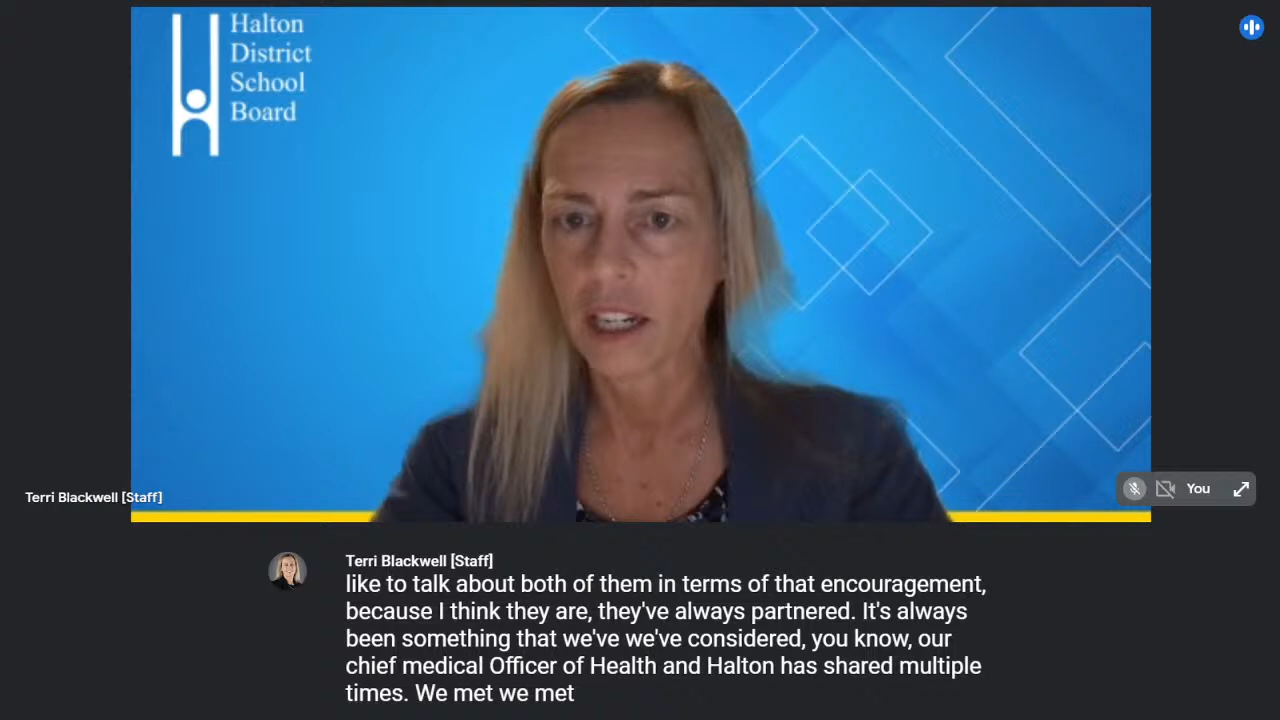 Halton
District
School
Board
Terri Blackwell [Staff]
You
Terri Blackwell [Staff]
like to talk about both of them in terms of that encouragement,
because I think they are, they've always partnered. It's always
been something that we've we've considered, you know, our
chief medical Officer of Health and Halton has shared multiple
times. We met we met